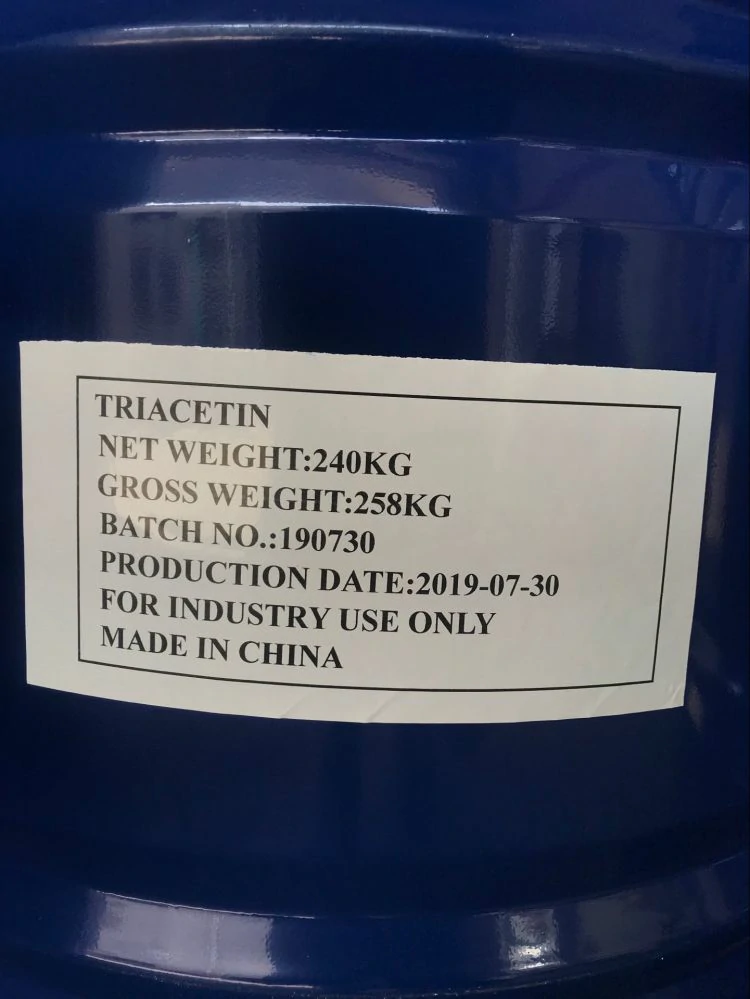 TRIACETIN
NET WEIGHT:240KG
GROSS WEIGHT:258KG
BATCH NO.:190730
PRODUCTION DATE:2019-07-30
FOR INDUSTRY USE ONLY
MADE IN CHINA